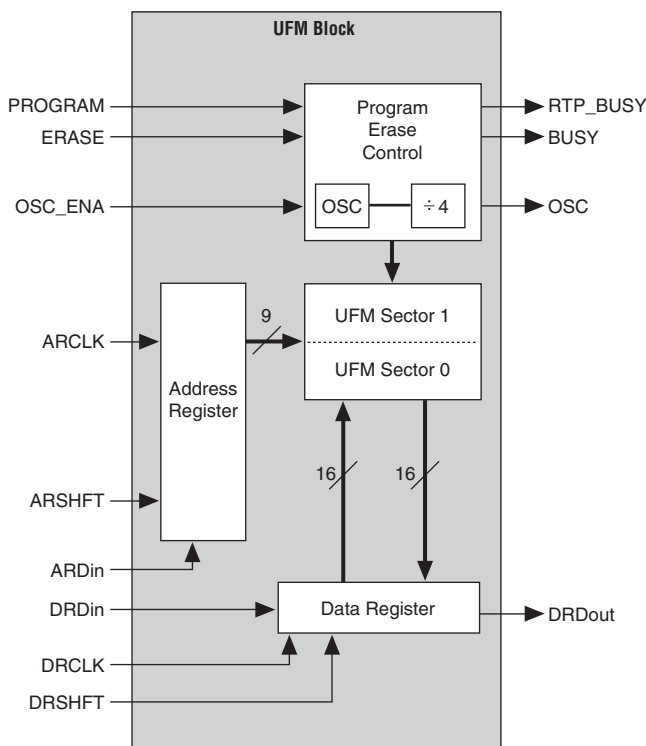 UFM Block
PROGRAM
ERASE
OSC_ENA
Program
Erase
Control
OSC
÷ 4
RTP_BUSY
BUSY
OSC
ARCLK
ARSHFT
ARDin
Address
Register
9
UFM Sector 1
UFM Sector 0
16
16
DRDin
DRCLK
DRSHFT
Data Register
DRDout